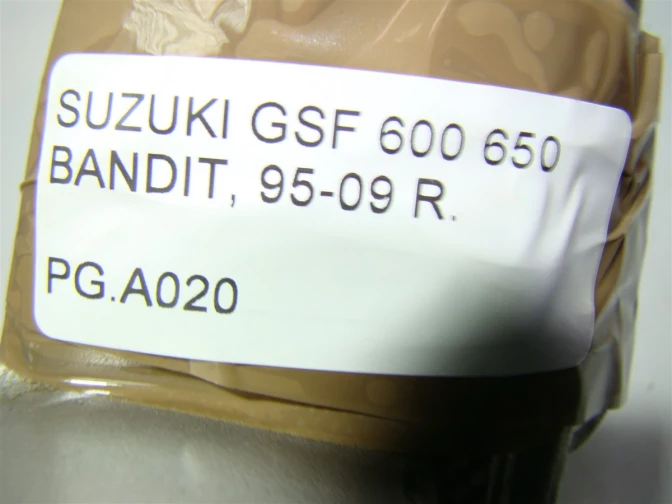 SUZUKI GSF 600 650
BANDIT, 95-09 R.
PG.A020